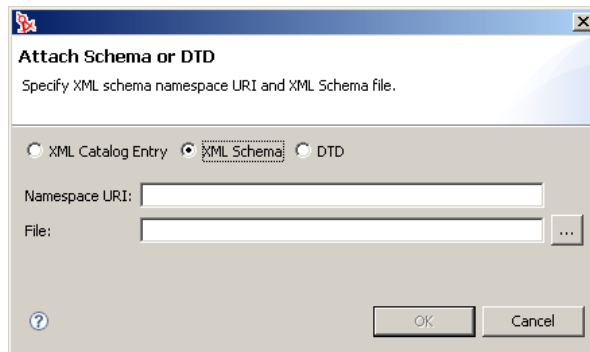 Attach Schema or DTD
Specify XML schema namespace URI and XML Schema file.
XML Catalog Entry XML Schema DTD
Namespace URI:
File: ...
OK Cancel